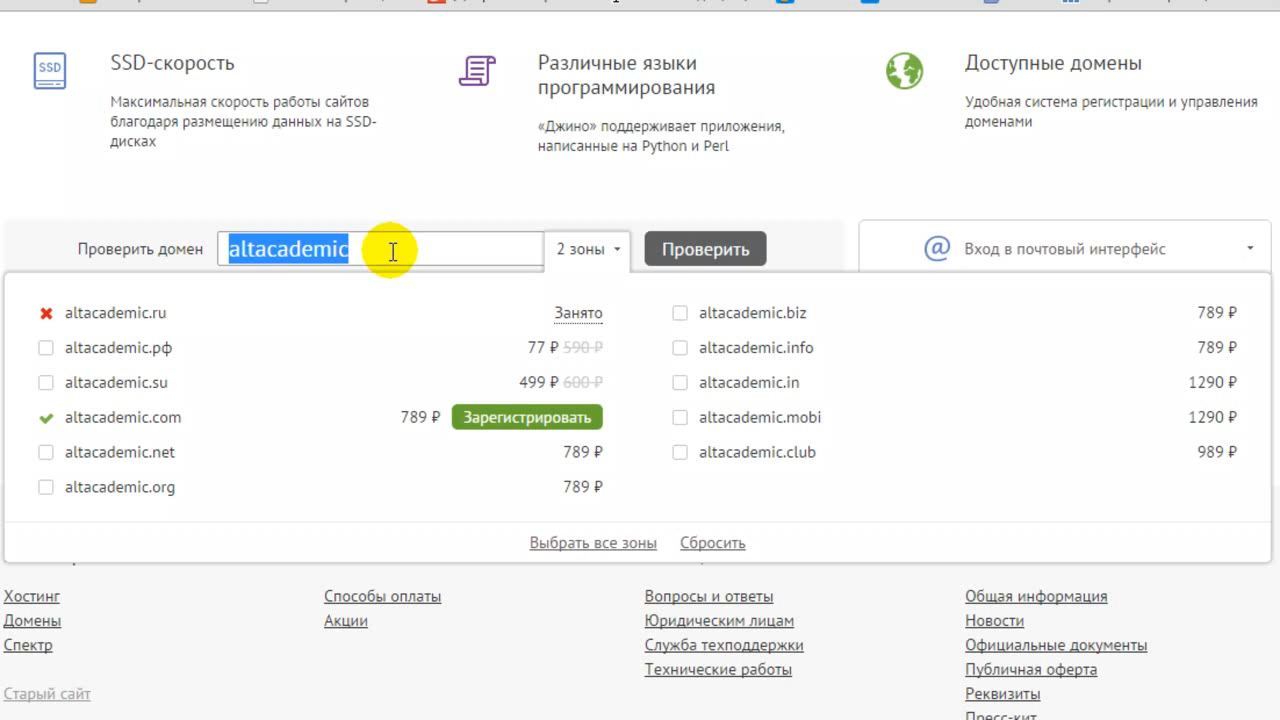 SSD
SSD-скорость
Максимальная скорость работы сайтов
благодаря размещению данных на SSD-
дисках
Различные языки
программирования
«Джино» поддерживает приложения,
написанные на Python и Perl
Доступные домены
Удобная система регистрации и управления
доменами
Проверить домен
altacademic
2 зоны
Проверить
@ Вход в почтовый интерфейс
altacademic.ru Занято
altacademic.рф 77 ₽ 590 ₽
altacademic.su 499 ₽ 600 ₽
altacademic.com 789 ₽ Зарегистрировать
altacademic.net 789 ₽
altacademic.org 789 ₽
altacademic.biz 789 ₽
altacademic.info 789 ₽
altacademic.in 1290 ₽
altacademic.mobi 1290 ₽
altacademic.club 989 ₽
Выбрать все зоны Сбросить
Хостинг
Домены
Спектр
Старый сайт
Способы оплаты
Акции
Вопросы и ответы
Юридическим лицам
Служба техподдержки
Технические работы
Общая информация
Новости
Официальные документы
Публичная оферта
Реквизиты
Пресс-кит